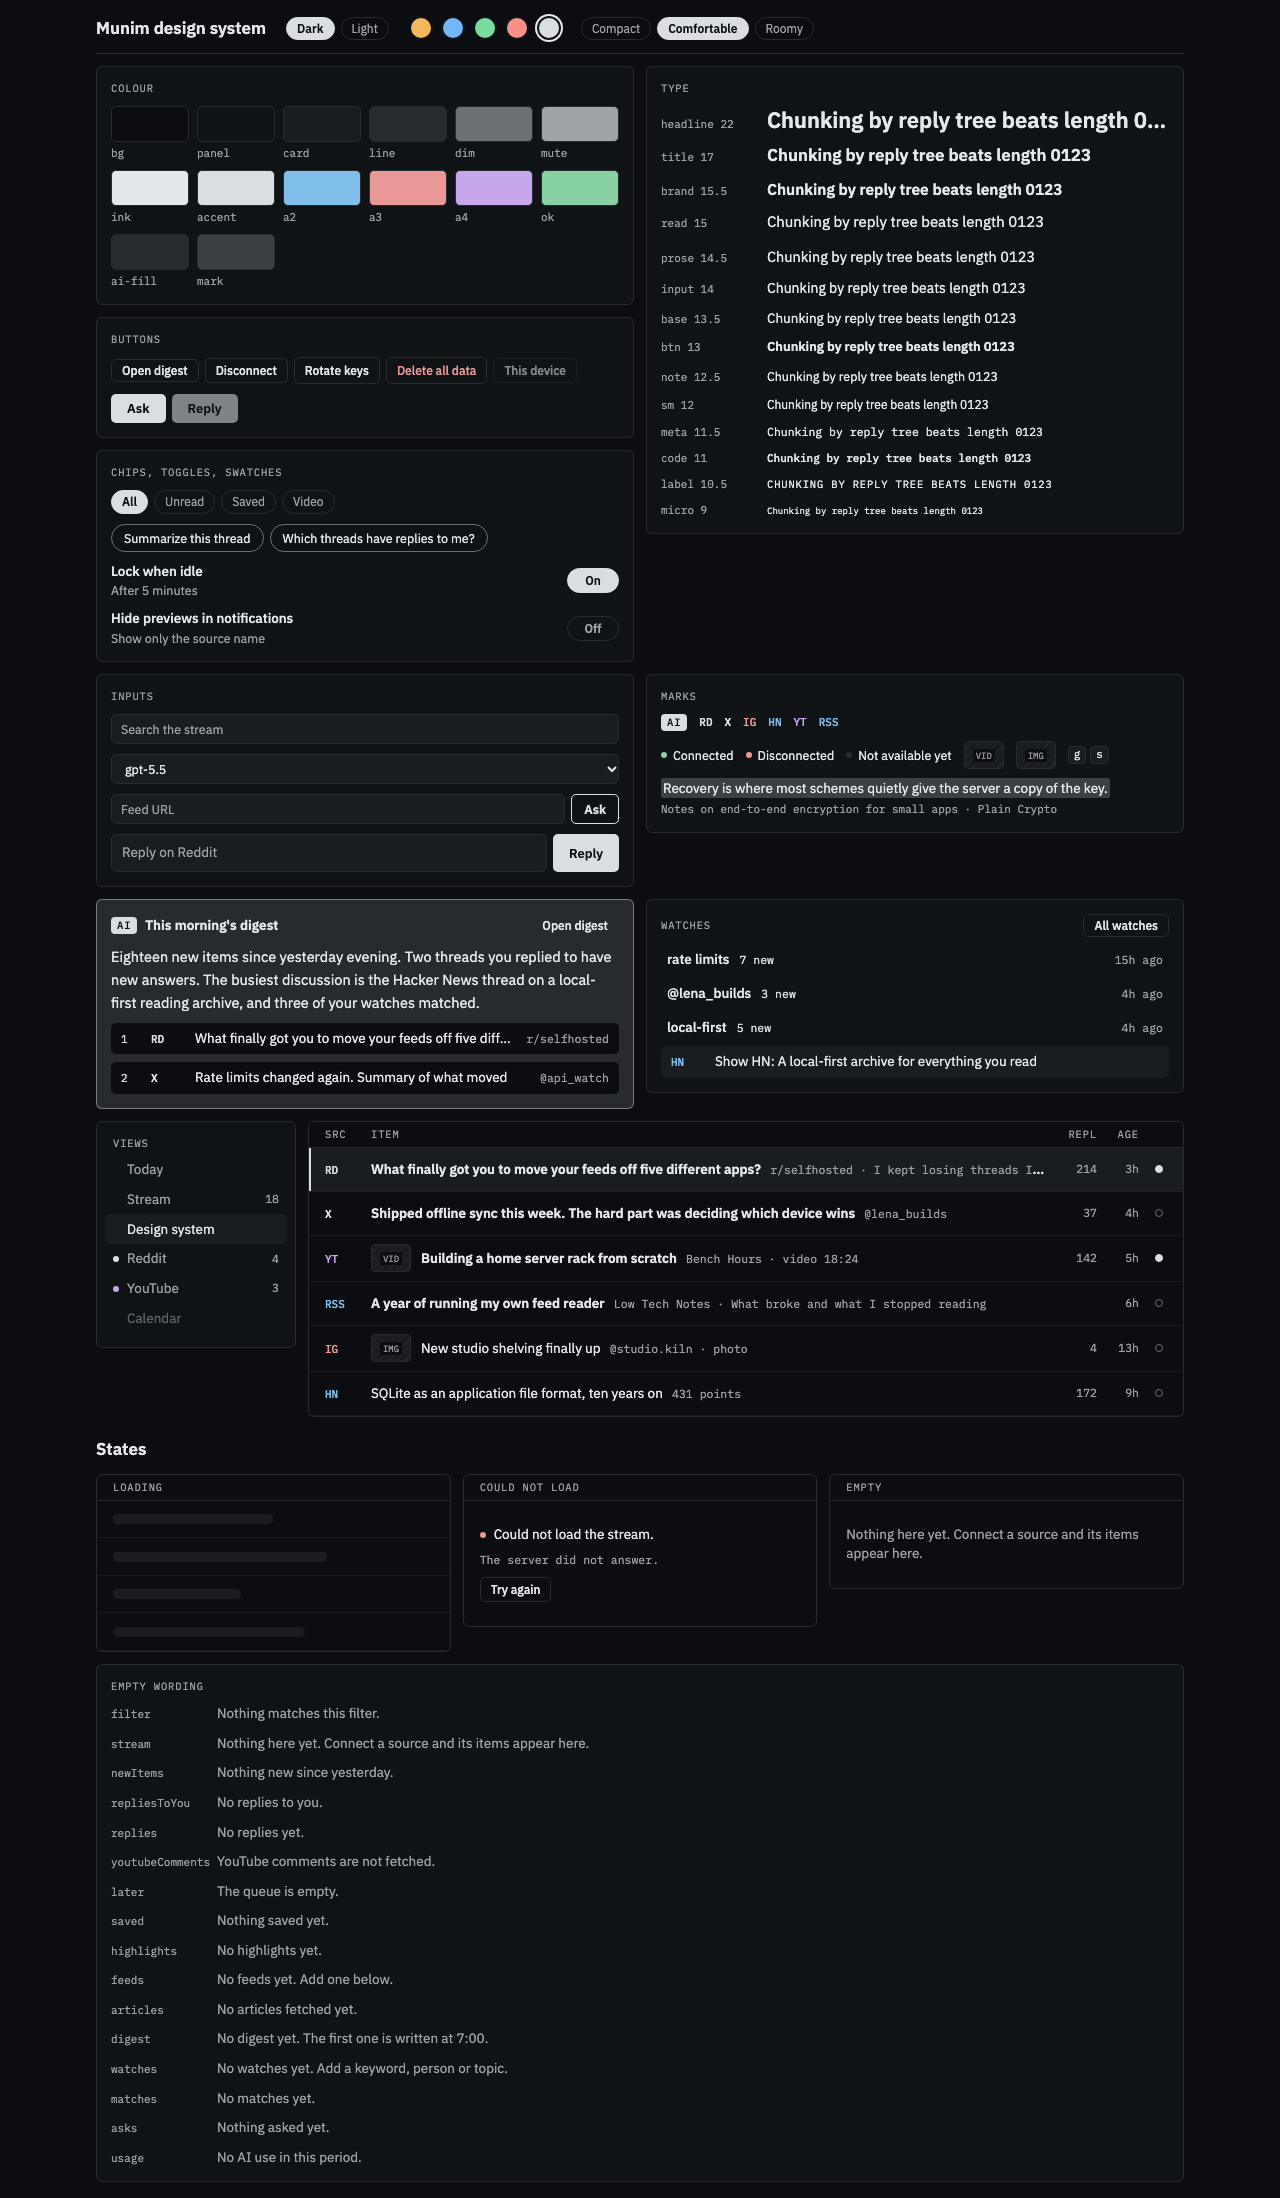 Munim design system Dark Light Compact Comfortable Roomy
COLOUR
bg panel card line dim mute
ink accent a2 a3 a4 ok
ai-fill mark
TYPE
headline 22 Chunking by reply tree beats length 0...
title 17 Chunking by reply tree beats length 0123
brand 15.5 Chunking by reply tree beats length 0123
read 15 Chunking by reply tree beats length 0123
prose 14.5 Chunking by reply tree beats length 0123
input 14 Chunking by reply tree beats length 0123
base 13.5 Chunking by reply tree beats length 0123
btn 13 Chunking by reply tree beats length 0123
note 12.5 Chunking by reply tree beats length 0123
sm 12 Chunking by reply tree beats length 0123
meta 11.5 Chunking by reply tree beats length 0123
code 11 Chunking by reply tree beats length 0123
label 10.5 CHUNKING BY REPLY TREE BEATS LENGTH 0123
micro 9 Chunking by reply tree beats length 0123
BUTTONS
Open digest Disconnect Rotate keys Delete all data This device
Ask Reply
CHIPS, TOGGLES, SWATCHES
All Unread Saved Video
Summarize this thread Which threads have replies to me?
Lock when idle
After 5 minutes
On
Hide previews in notifications
Show only the source name
Off
INPUTS
Search the stream
gpt-5.5
Feed URL Ask
Reply on Reddit Reply
MARKS
AI RD X IG HN YT RSS
Connected Disconnected Not available yet VID IMG g s
Recovery is where most schemes quietly give the server a copy of the key.
Notes on end-to-end encryption for small apps · Plain Crypto
AI This morning's digest Open digest
Eighteen new items since yesterday evening. Two threads you replied to have
new answers. The busiest discussion is the Hacker News thread on a local-
first reading archive, and three of your watches matched.
1 RD What finally got you to move your feeds off five diff... r/selfhosted
2 X Rate limits changed again. Summary of what moved @api_watch
WATCHES All watches
rate limits 7 new 15h ago
@lena_builds 3 new 4h ago
local-first 5 new 4h ago
HN Show HN: A local-first archive for everything you read
VIEWS
Today
Stream 18
Design system
Reddit 4
YouTube 3
Calendar
SRC ITEM REPL AGE
RD What finally got you to move your feeds off five different apps? r/selfhosted · I kept losing threads I... 214 3h
X Shipped offline sync this week. The hard part was deciding which device wins @lena_builds 37 4h
YT VID Building a home server rack from scratch Bench Hours · video 18:24 142 5h
RSS A year of running my own feed reader Low Tech Notes · What broke and what I stopped reading 6h
IG IMG New studio shelving finally up @studio.kiln · photo 4 13h
HN SQLite as an application file format, ten years on 431 points 172 9h
States
LOADING
COULD NOT LOAD
Could not load the stream.
The server did not answer.
Try again
EMPTY
Nothing here yet. Connect a source and its items
appear here.
EMPTY WORDING
filter Nothing matches this filter.
stream Nothing here yet. Connect a source and its items appear here.
newItems Nothing new since yesterday.
repliesToYou No replies to you.
replies No replies yet.
youtubeComments YouTube comments are not fetched.
later The queue is empty.
saved Nothing saved yet.
highlights No highlights yet.
feeds No feeds yet. Add one below.
articles No articles fetched yet.
digest No digest yet. The first one is written at 7:00.
watches No watches yet. Add a keyword, person or topic.
matches No matches yet.
asks Nothing asked yet.
usage No AI use in this period.